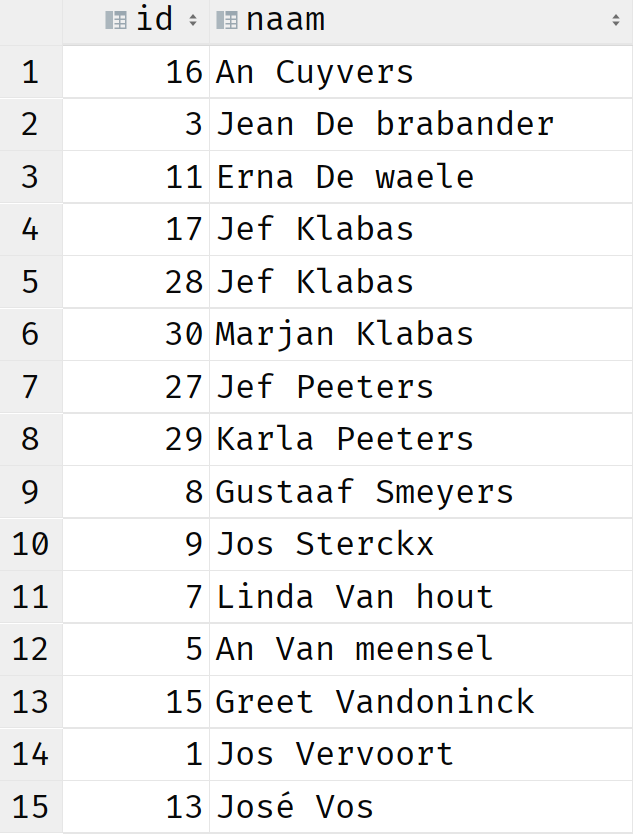 id naam
1 16 An Cuyvers
2 3 Jean De brabander
3 11 Erna De waele
4 17 Jef Klabas
5 28 Jef Klabas
6 30 Marjan Klabas
7 27 Jef Peeters
8 29 Karla Peeters
9 8 Gustaaf Smeyers
10 9 Jos Sterckx
11 7 Linda Van hout
12 5 An Van meensel
13 15 Greet Vandoninck
14 1 Jos Vervoort
15 13 José Vos